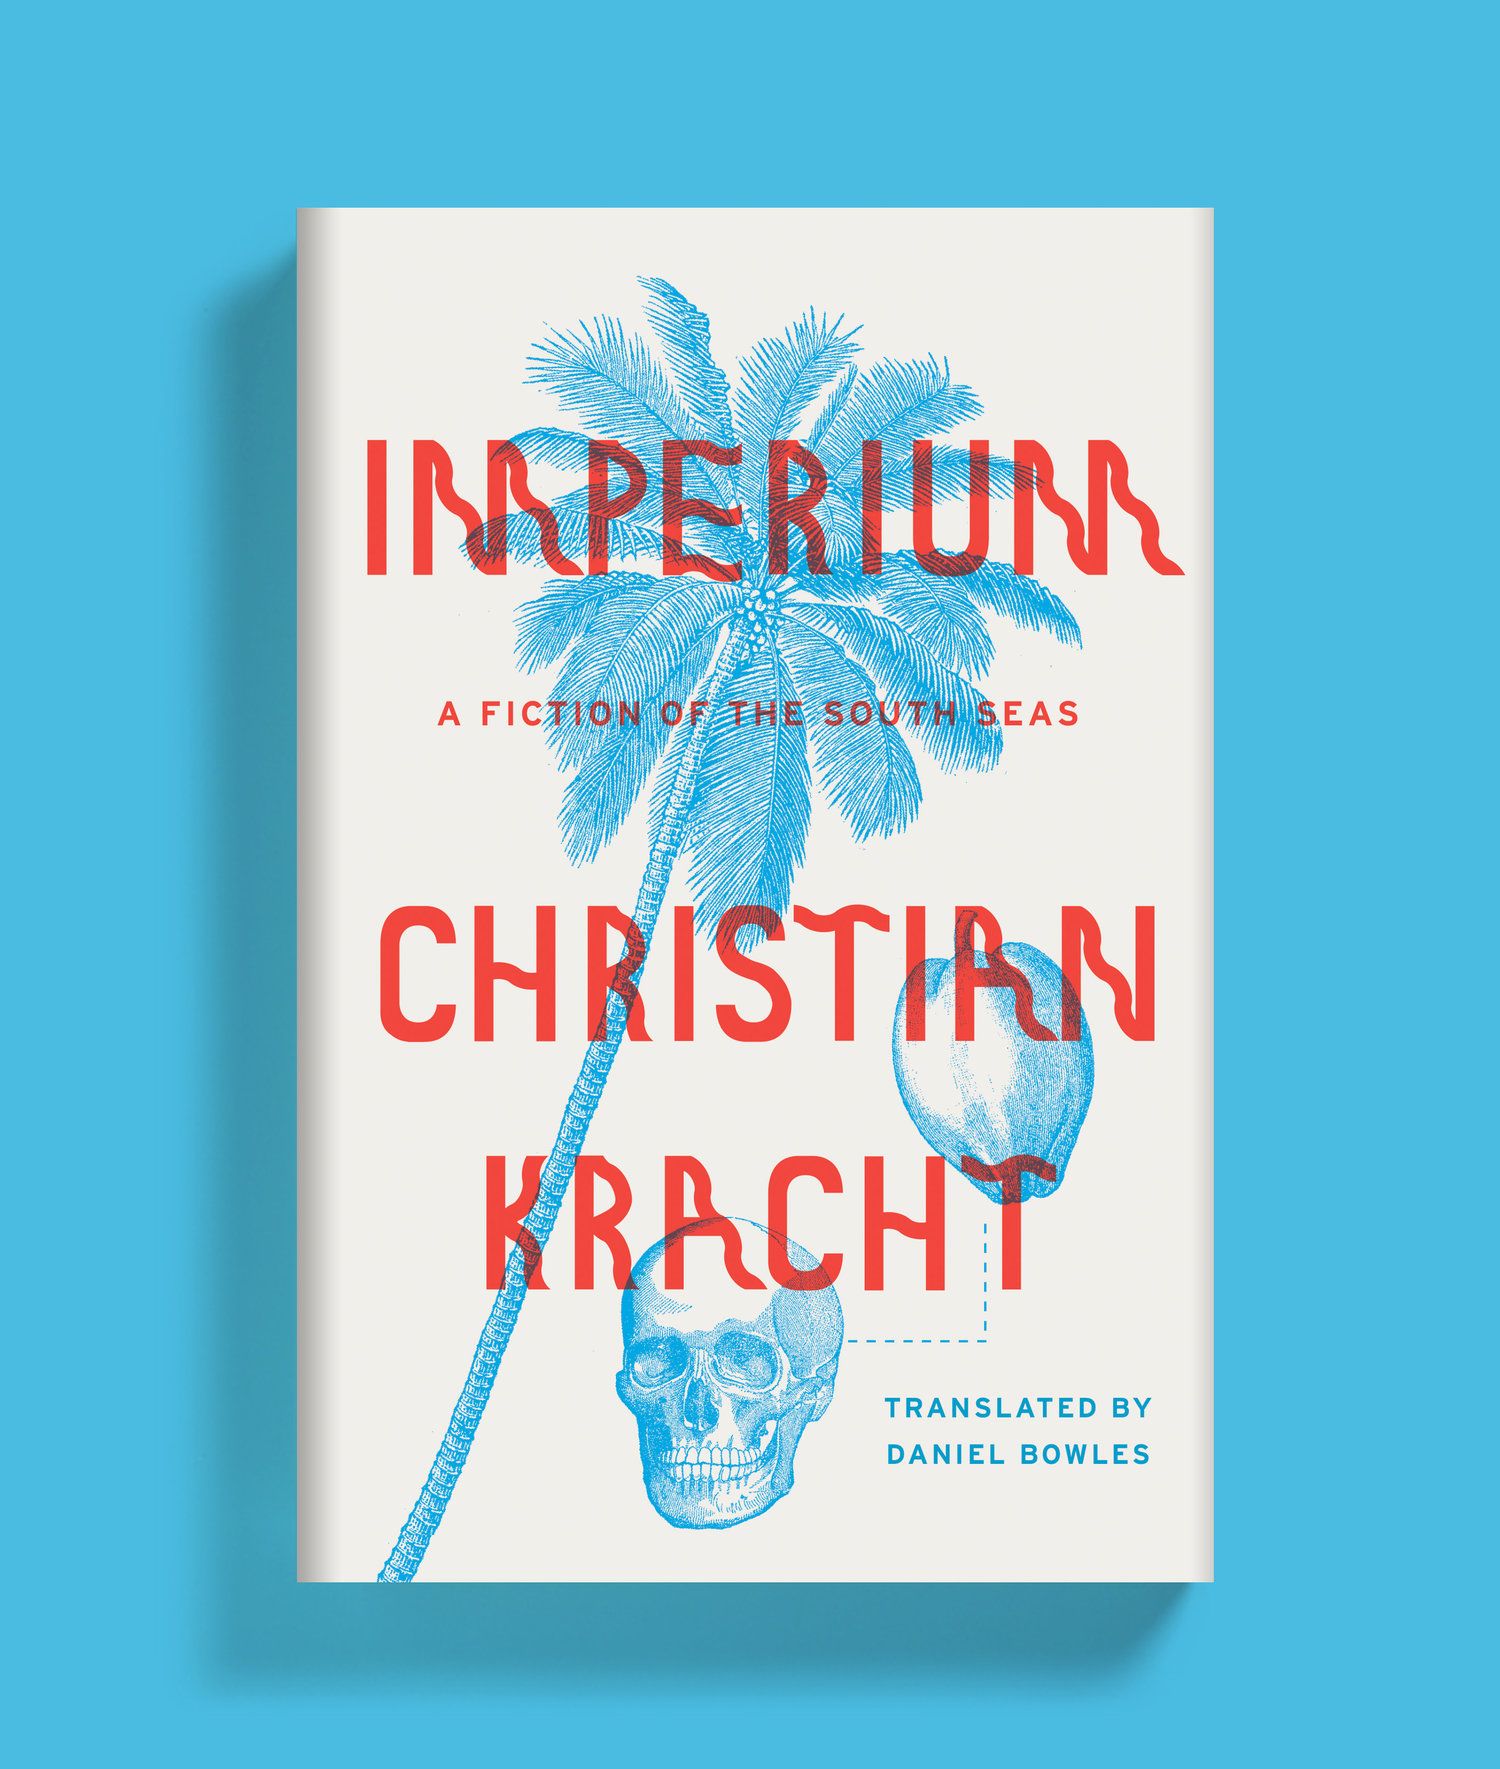 IMPERIUM
A FICTION OF THE SOUTH SEAS
CHRISTIAN
KRACHT
TRANSLATED BY
DANIEL BOWLES